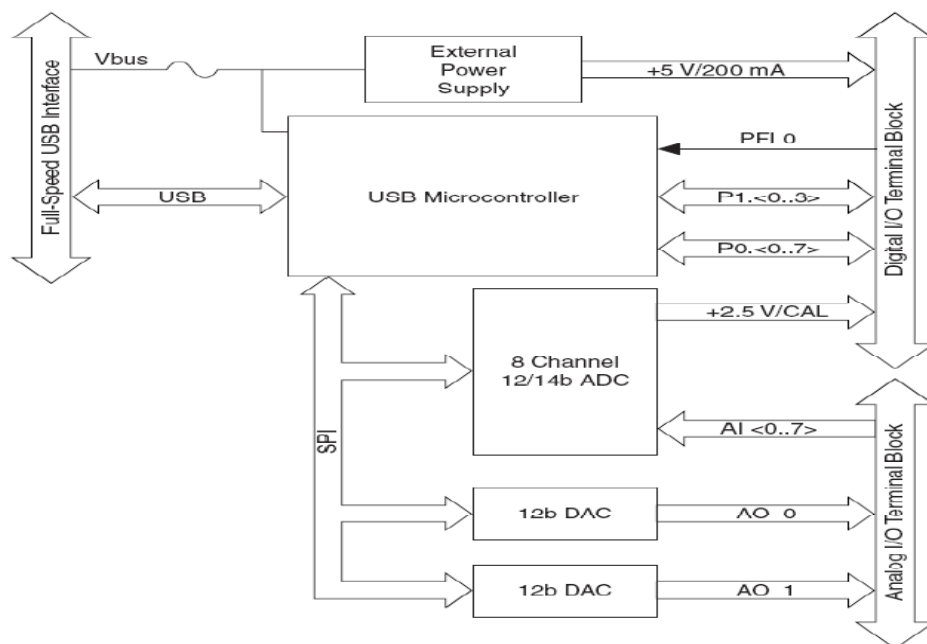 External
Power
Supply
Vbus
+5 V/200 mA
Full-Speed USB Interface
USB
USB Microcontroller
PFI 0
P1.<0..3>
P0.<0..7>
Digital I/O Terminal Block
+2.5 V/CAL
8 Channel
12/14b ADC
AI <0..7>
SPI
12b DAC
AO 0
12b DAC
AO 1
Analog I/O Terminal Block